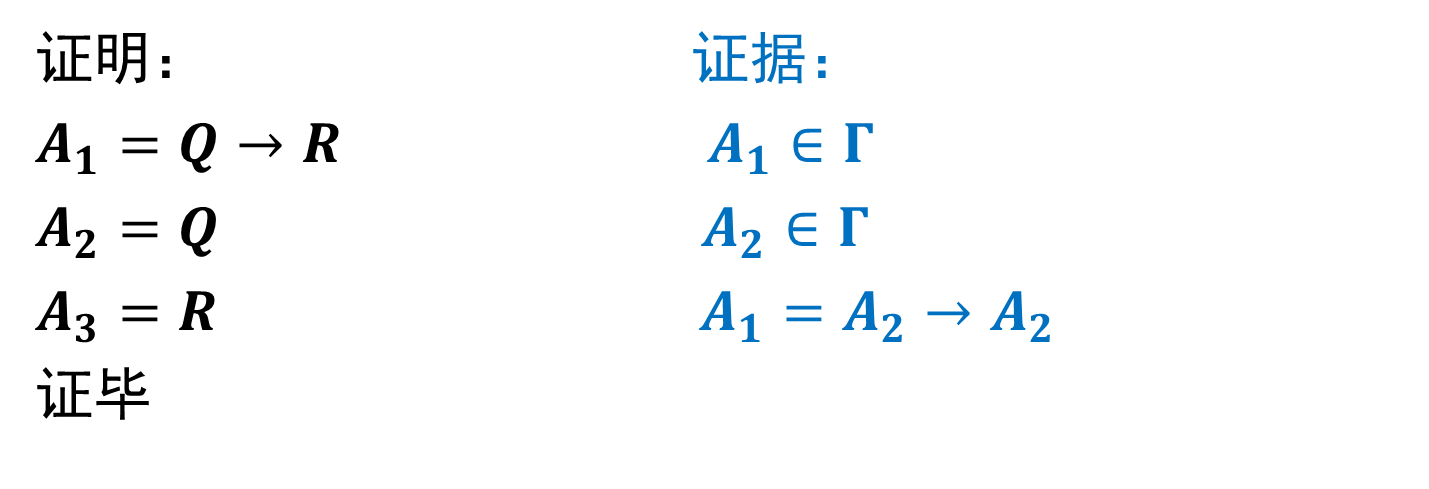 证明： 证据：
A₁ = Q → R A₁ ∈ Γ
A₂ = Q A₂ ∈ Γ
A₃ = R A₁ = A₂ → A₂
证毕